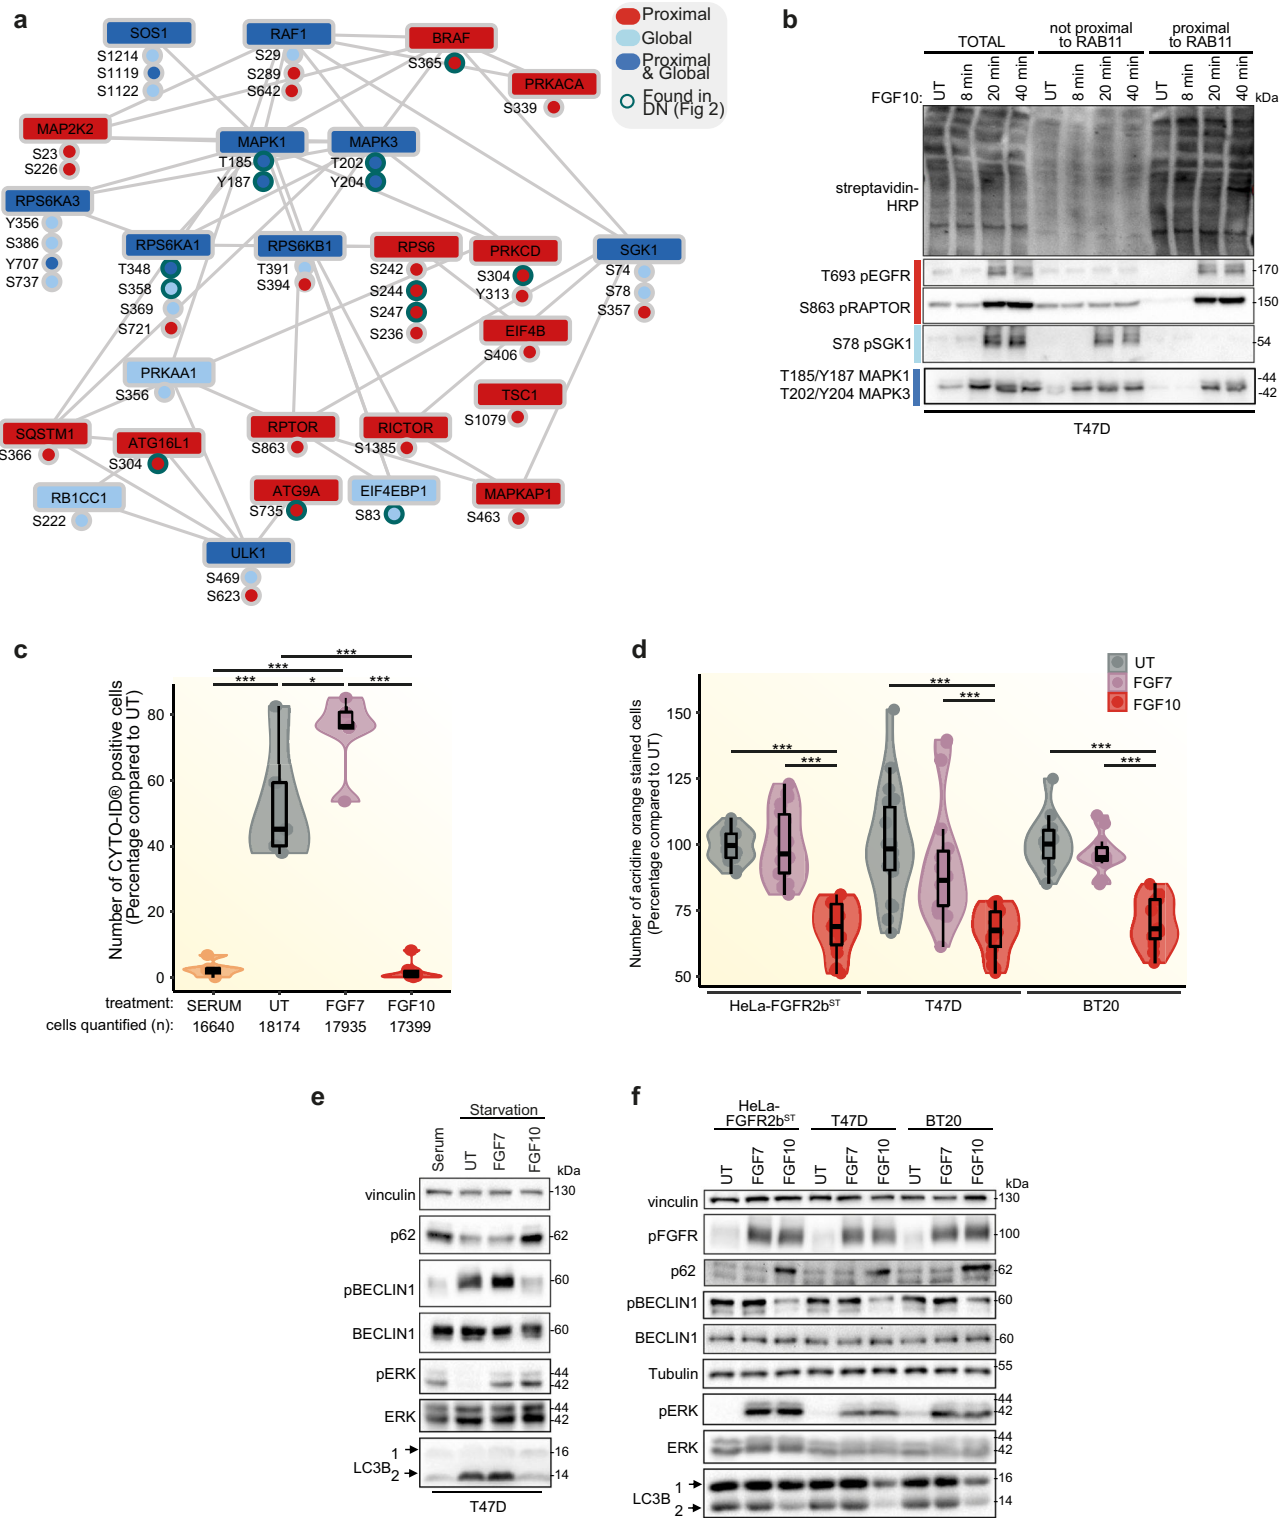 a
SOS1
S1214
S1119
S1122
RAF1
S29
S289
S642
BRAF
S365
PRKACA
S339
Proximal
Global
Proximal
& Global
Found in
DN (Fig 2)
MAP2K2
S23
S226
MAPK1
T185
Y187
MAPK3
T202
Y204
RPS6KA3
Y356
S386
Y707
S737
RPS6KA1
T348
S358
S369
S721
RPS6KB1
T391
S394
RPS6
S242
S244
S247
S236
PRKCD
S304
Y313
SGK1
S74
S78
S357
EIF4B
S406
PRKAA1
S356
TSC1
S1079
SQSTM1
S366
ATG16L1
S304
RPTOR
S863
RICTOR
S1385
RB1CC1
S222
ATG9A
S735
EIF4EBP1
S83
MAPKAP1
S463
ULK1
S469
S623
b
TOTAL
not proximal
to RAB11
proximal
to RAB11
FGF10:
UT
8 min
20 min
40 min
UT
8 min
20 min
40 min
UT
8 min
20 min
40 min
kDa
streptavidin-
HRP
T693 pEGFR
170
S863 pRAPTOR
150
S78 pSGK1
54
T185/Y187 MAPK1
T202/Y204 MAPK3
44
42
T47D
c
Number of CYTO-ID® positive cells
(Percentage compared to UT)
80
60
40
20
0
***
***
***
*
***
treatment:
SERUM
UT
FGF7
FGF10
cells quantified (n):
16640
18174
17935
17399
d
Number of acridine orange stained cells
(Percentage compared to UT)
150
125
100
75
50
***
***
***
***
***
***
UT
FGF7
FGF10
HeLa-FGFR2bST
T47D
BT20
e
Starvation
Serum
UT
FGF7
FGF10
kDa
vinculin
130
p62
62
pBECLIN1
60
BECLIN1
60
pERK
44
42
ERK
44
42
LC3B
1
2
16
14
T47D
f
HeLa-
FGFR2bST
T47D
BT20
UT
FGF7
FGF10
UT
FGF7
FGF10
UT
FGF7
FGF10
kDa
vinculin
130
pFGFR
100
p62
62
pBECLIN1
60
BECLIN1
60
Tubulin
55
pERK
44
42
ERK
44
42
LC3B
1
2
16
14